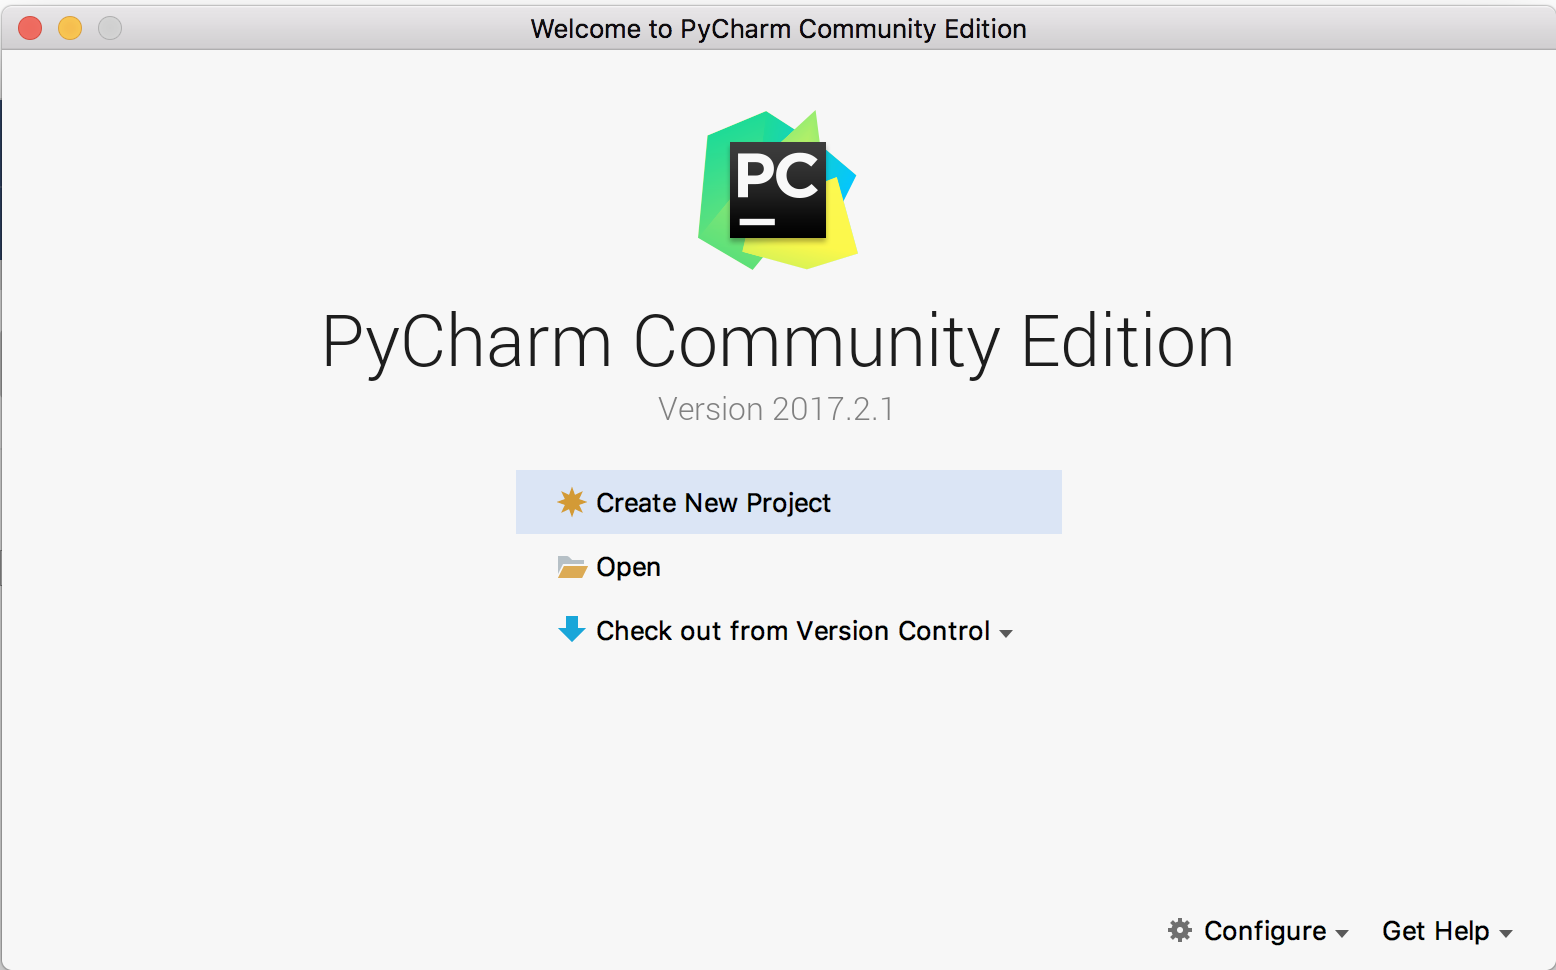 Welcome to PyCharm Community Edition
PC
PyCharm Community Edition
Version 2017.2.1
Create New Project
Open
Check out from Version Control
Configure Get Help